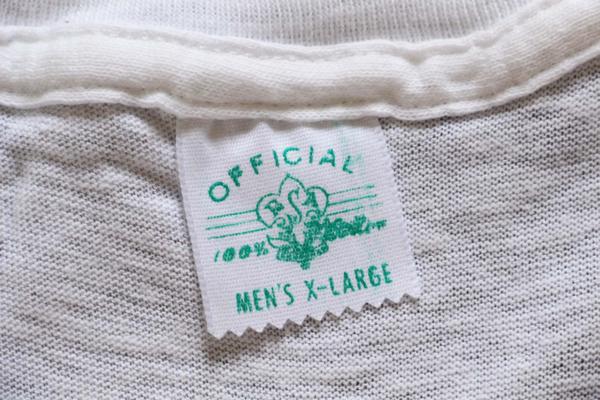 OFFICIAL
BSA
100%
MEN'S X-LARGE